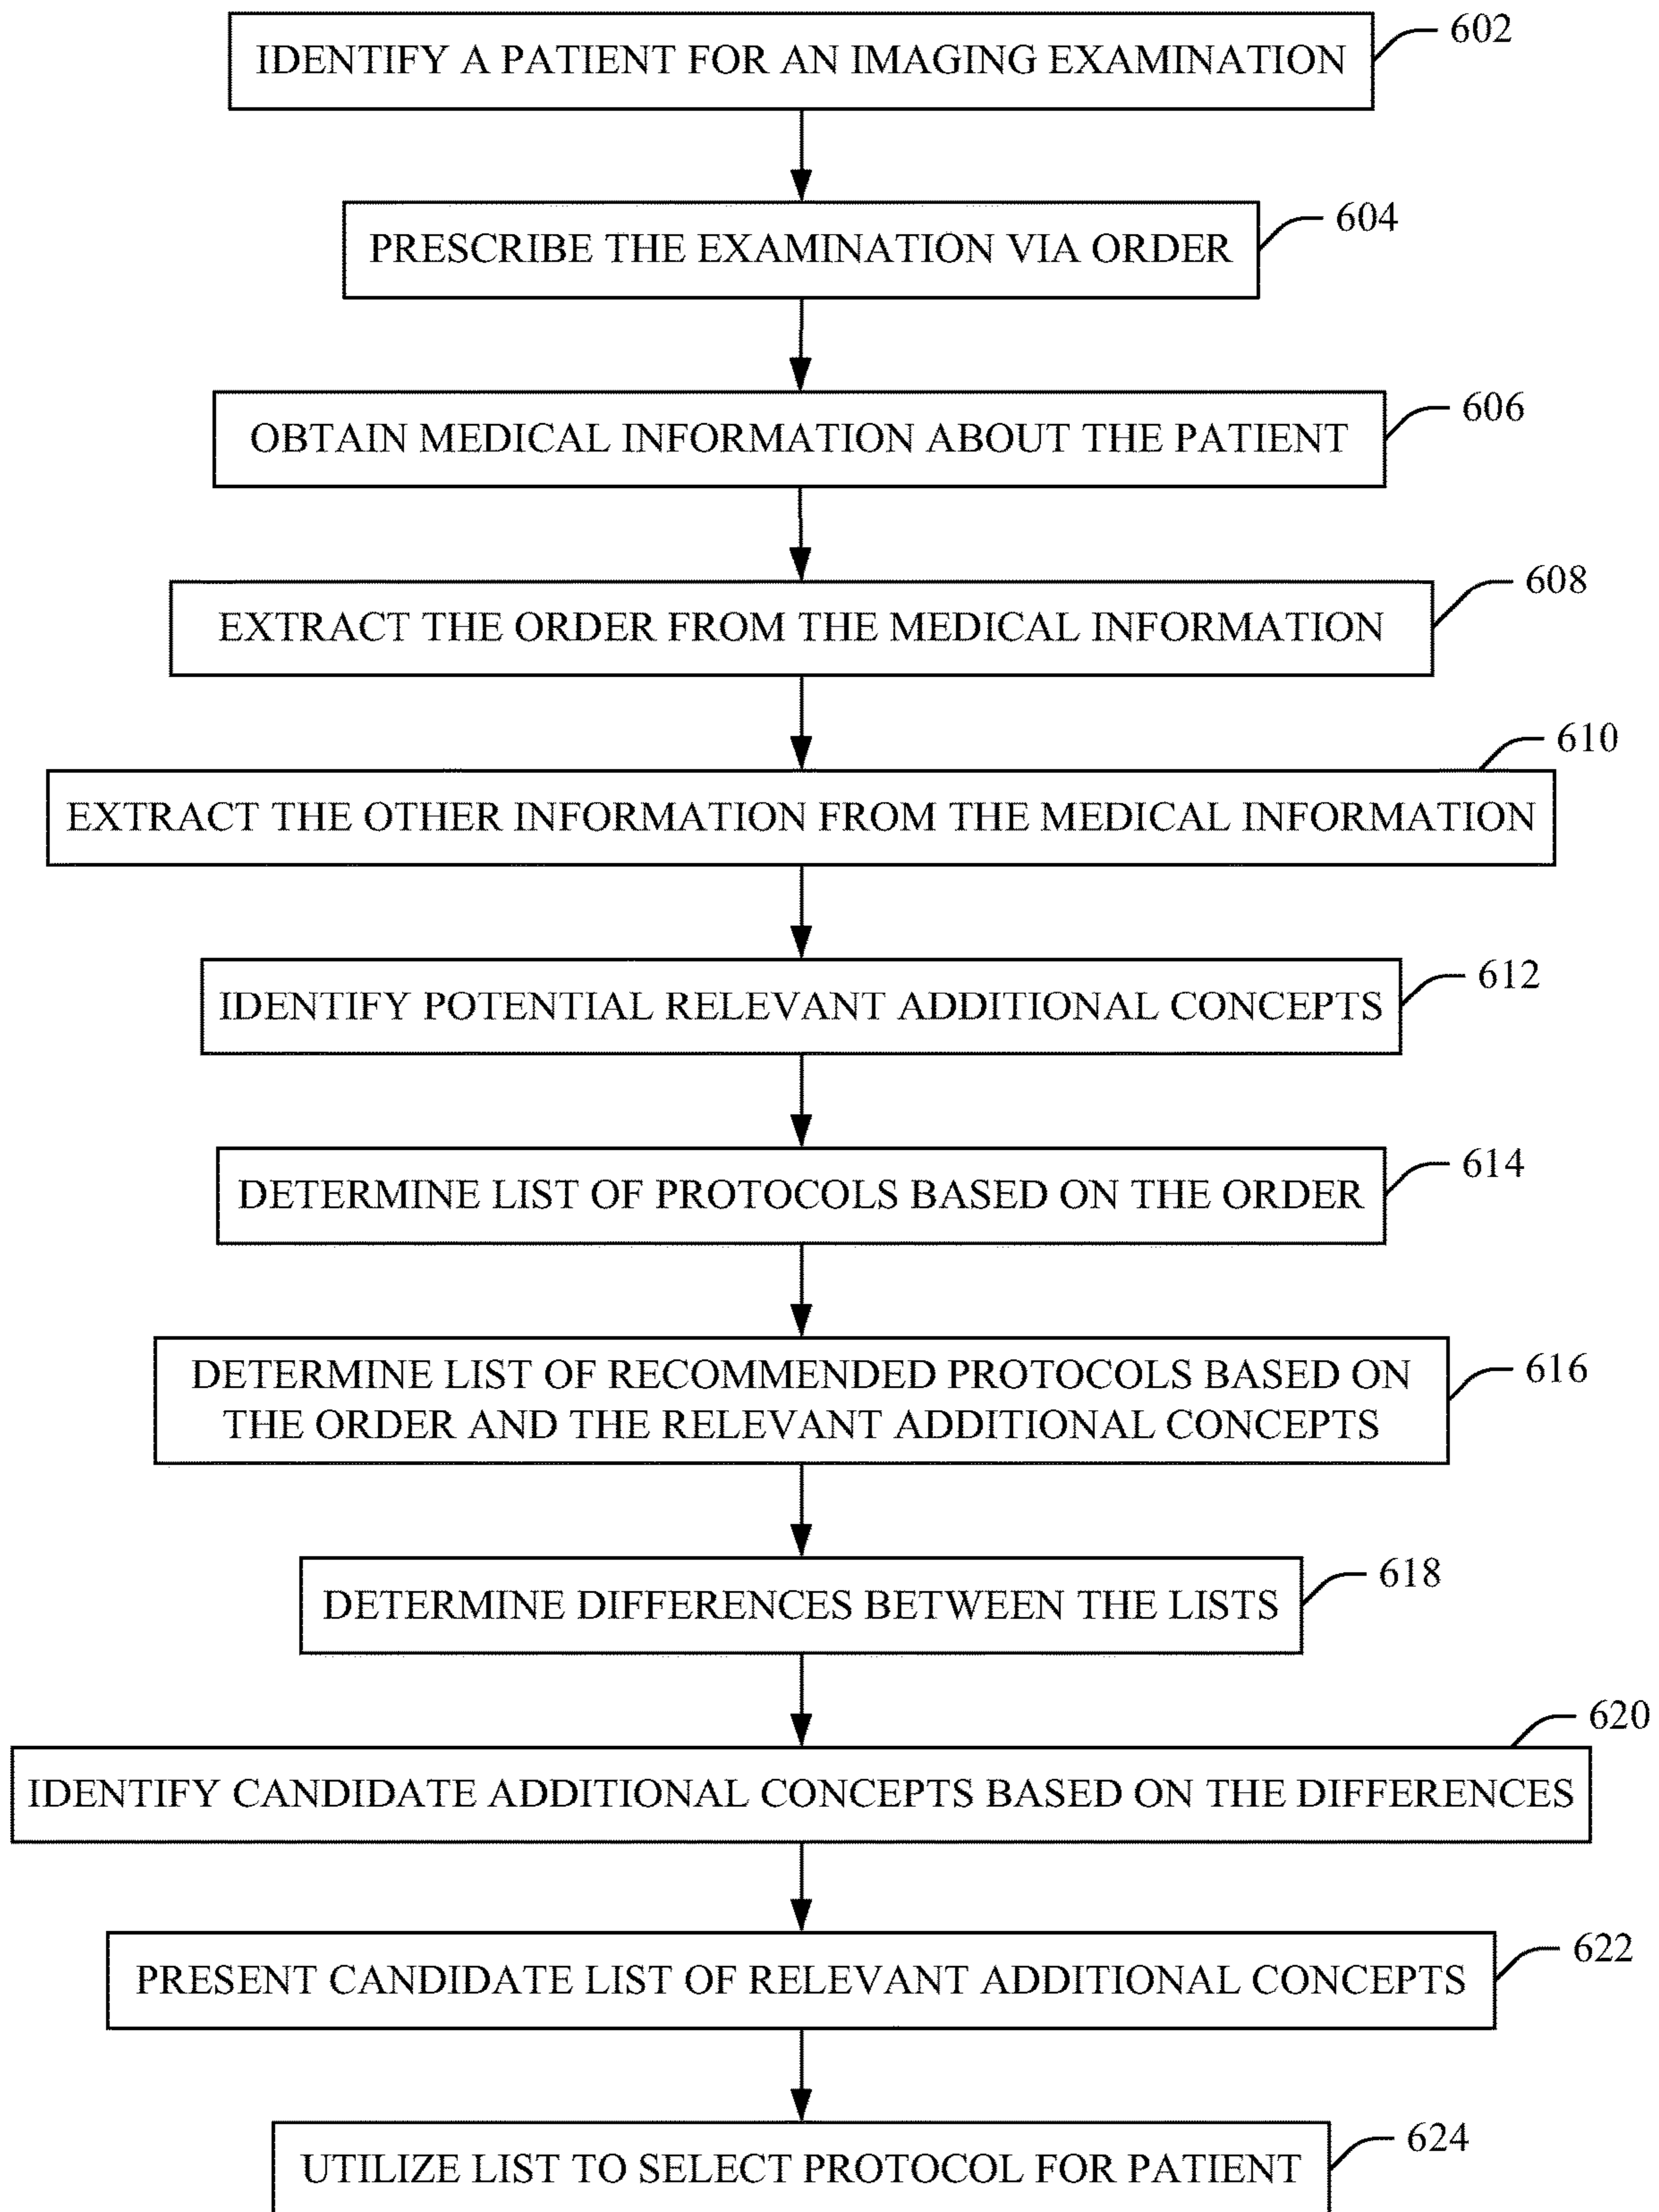 602
IDENTIFY A PATIENT FOR AN IMAGING EXAMINATION
604
PRESCRIBE THE EXAMINATION VIA ORDER
606
OBTAIN MEDICAL INFORMATION ABOUT THE PATIENT
608
EXTRACT THE ORDER FROM THE MEDICAL INFORMATION
610
EXTRACT THE OTHER INFORMATION FROM THE MEDICAL INFORMATION
612
IDENTIFY POTENTIAL RELEVANT ADDITIONAL CONCEPTS
614
DETERMINE LIST OF PROTOCOLS BASED ON THE ORDER
616
DETERMINE LIST OF RECOMMENDED PROTOCOLS BASED ON
THE ORDER AND THE RELEVANT ADDITIONAL CONCEPTS
618
DETERMINE DIFFERENCES BETWEEN THE LISTS
620
IDENTIFY CANDIDATE ADDITIONAL CONCEPTS BASED ON THE DIFFERENCES
622
PRESENT CANDIDATE LIST OF RELEVANT ADDITIONAL CONCEPTS
624
UTILIZE LIST TO SELECT PROTOCOL FOR PATIENT